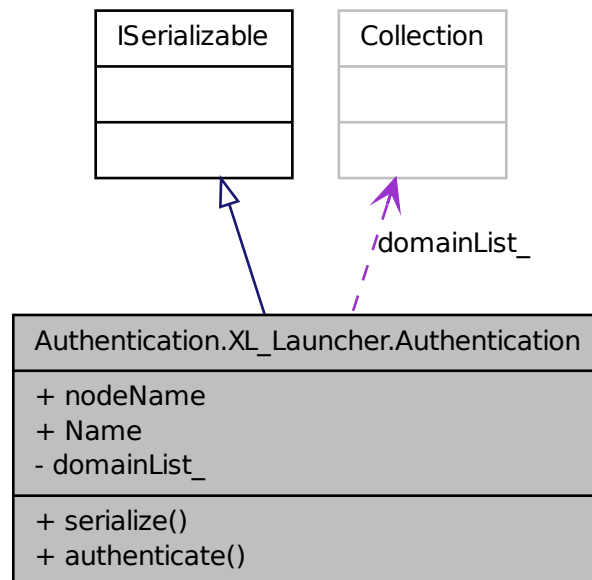 ISerializable
Collection
domainList_
Authentication.XL_Launcher.Authentication
+ nodeName
+ Name
- domainList_
+ serialize()
+ authenticate()